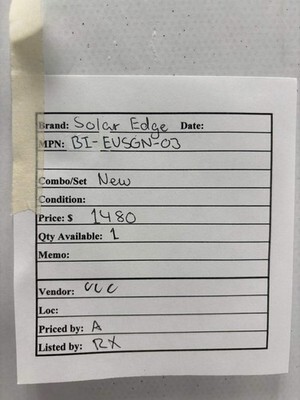 Brand: Solar Edge Date:
MPN: BI-EUSGN-03
Combo/Set New
Condition:
Price: $ 1480
Qty Available: 1
Memo:
Vendor:
Loc:
Priced by: A
Listed by: RX